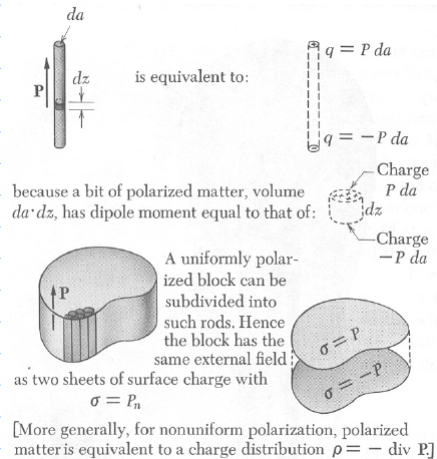 da
dz
P
is equivalent to:
q = P da
q = −P da
because a bit of polarized matter, volume
da·dz, has dipole moment equal to that of:
Charge
P da
dz
Charge
−P da
P
A uniformly polar-
ized block can be
subdivided into
such rods. Hence
the block has the
same external field
as two sheets of surface charge with
σ = Pₙ
σ = P
σ = −P
[More generally, for nonuniform polarization, polarized
matter is equivalent to a charge distribution ρ = − div P.]